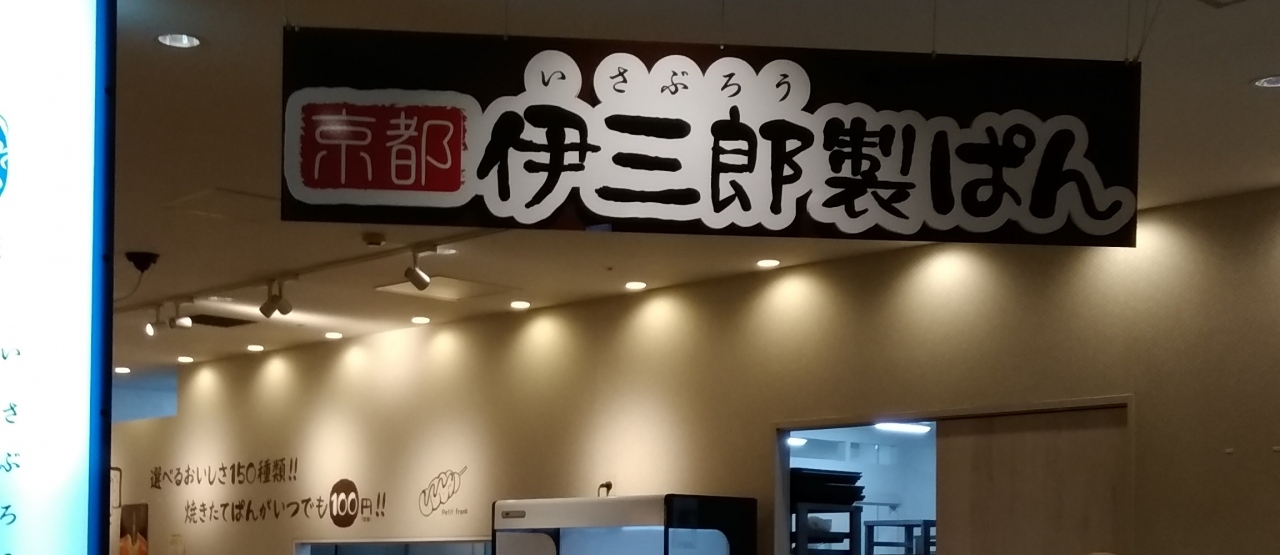 いさぶろう
京都 伊三郎製ぱん
選べるおいしさ150種類!!
焼きたてぱんがいつでも100円!!
Petit frank
いさぶろ